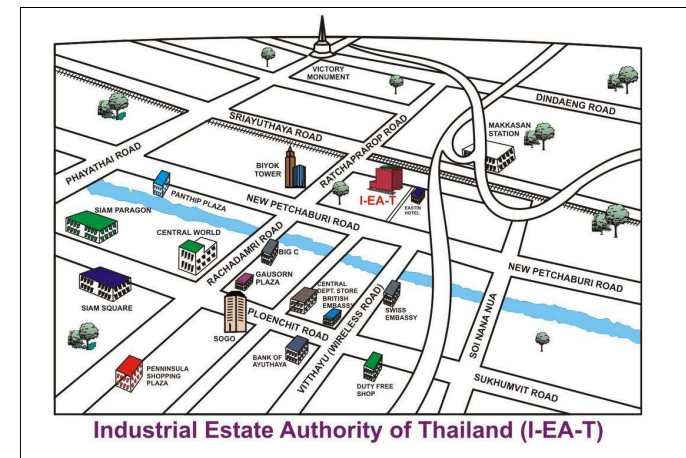 VICTORY
MONUMENT
DINDAENG ROAD
SRIAYUTHAYA ROAD
RATCHAPRAROP ROAD
MAKKASAN
STATION
PHAYATHAI ROAD
BIYOK
TOWER
I-EA-T
EASTIN
HOTEL
PANTHIP PLAZA
NEW PETCHABURI ROAD
SIAM PARAGON
CENTRAL WORLD
RACHADAMRI ROAD
BIG C
GAUSORN
PLAZA
NEW PETCHABURI ROAD
SIAM SQUARE
CENTRAL
DEPT. STORE
BRITISH
EMBASSY
SWISS
EMBASSY
SOGO
PLOENCHIT ROAD
VITTHAYU (WIRELESS ROAD)
SOI NANA NUA
BANK OF
AYUTHAYA
PENNINSULA
SHOPPING
PLAZA
DUTY FREE
SHOP
SUKHUMVIT ROAD
Industrial Estate Authority of Thailand (I-EA-T)